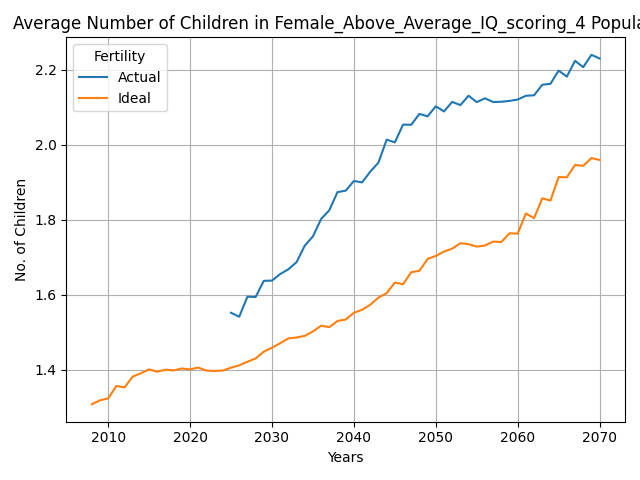 Average Number of Children in Female_Above_Average_IQ_scoring_4 Popula
Fertility
Actual
Ideal
No. of Children
2.2
2.0
1.8
1.6
1.4
2010 2020 2030 2040 2050 2060 2070
Years